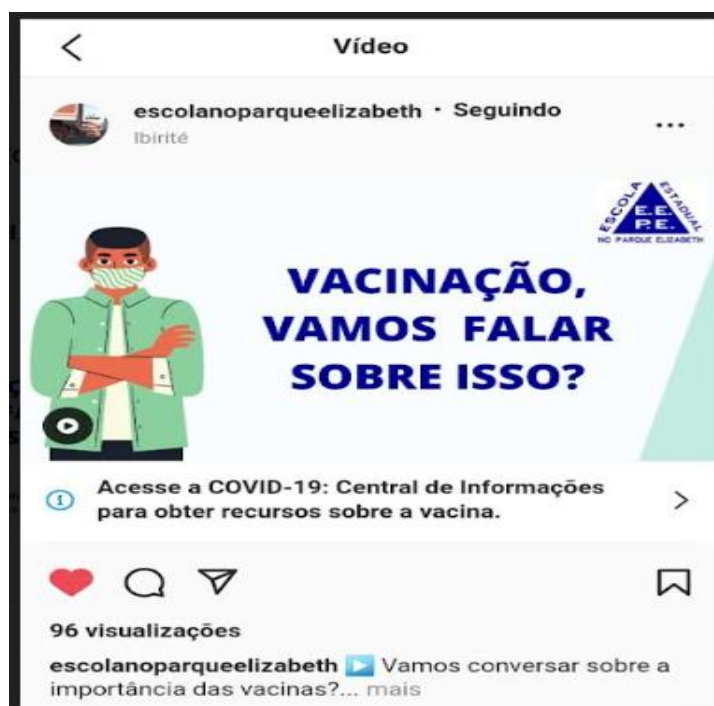 Vídeo
escolanoparqueelizabeth • Seguindo
Ibirité
ESCOLA ESTADUAL
E.E.
P.E.
NO PARQUE ELIZABETH
VACINAÇÃO,
VAMOS FALAR
SOBRE ISSO?
Acesse a COVID-19: Central de Informações
para obter recursos sobre a vacina.
96 visualizações
escolanoparqueelizabeth ▶️ Vamos conversar sobre a
importância das vacinas?... mais